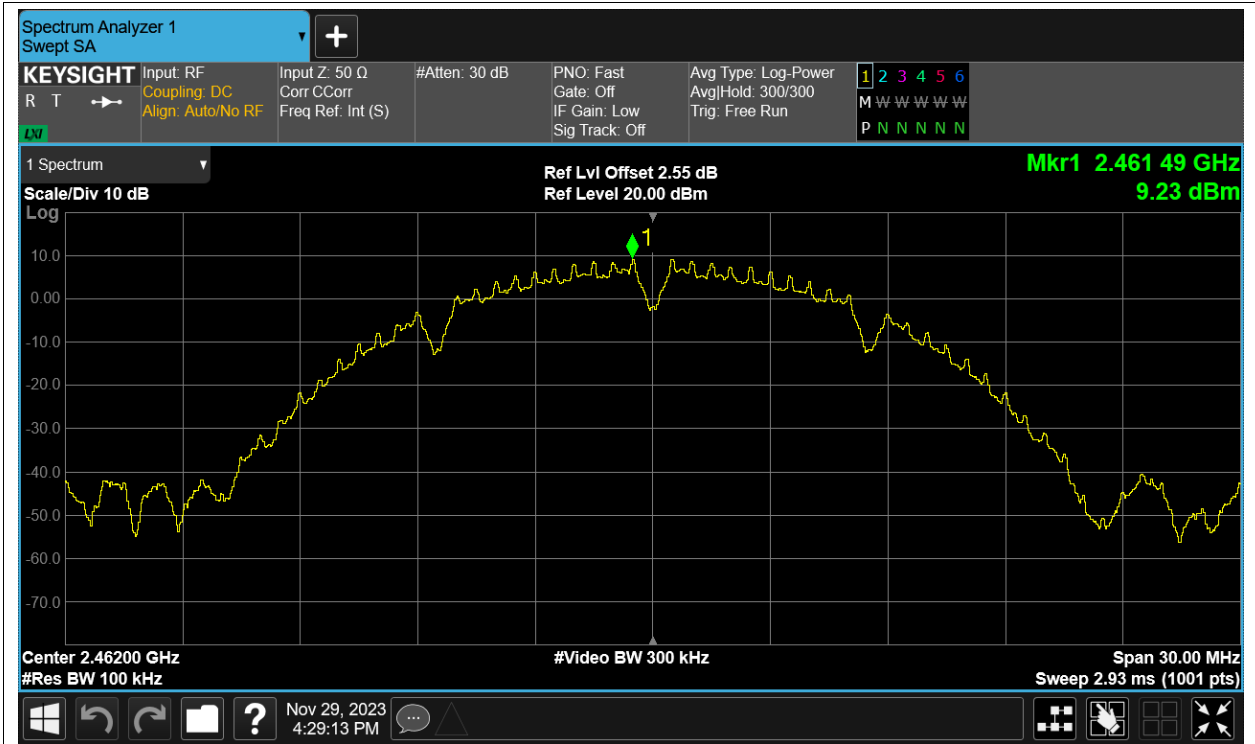 Spectrum Analyzer 1
Swept SA
KEYSIGHT
R T
LXI
Input: RF
Coupling: DC
Align: Auto/No RF
Input Z: 50 Ω
Corr CCorr
Freq Ref: Int (S)
#Atten: 30 dB
PNO: Fast
Gate: Off
IF Gain: Low
Sig Track: Off
Avg Type: Log-Power
Avg|Hold: 300/300
Trig: Free Run
1 2 3 4 5 6
M W W W W W
P N N N N N
1 Spectrum
Scale/Div 10 dB
Log
Ref Lvl Offset 2.55 dB
Ref Level 20.00 dBm
Mkr1 2.461 49 GHz
9.23 dBm
1
10.0
0.00
-10.0
-20.0
-30.0
-40.0
-50.0
-60.0
-70.0
Center 2.46200 GHz
#Res BW 100 kHz
#Video BW 300 kHz
Span 30.00 MHz
Sweep 2.93 ms (1001 pts)
?
Nov 29, 2023
4:29:13 PM